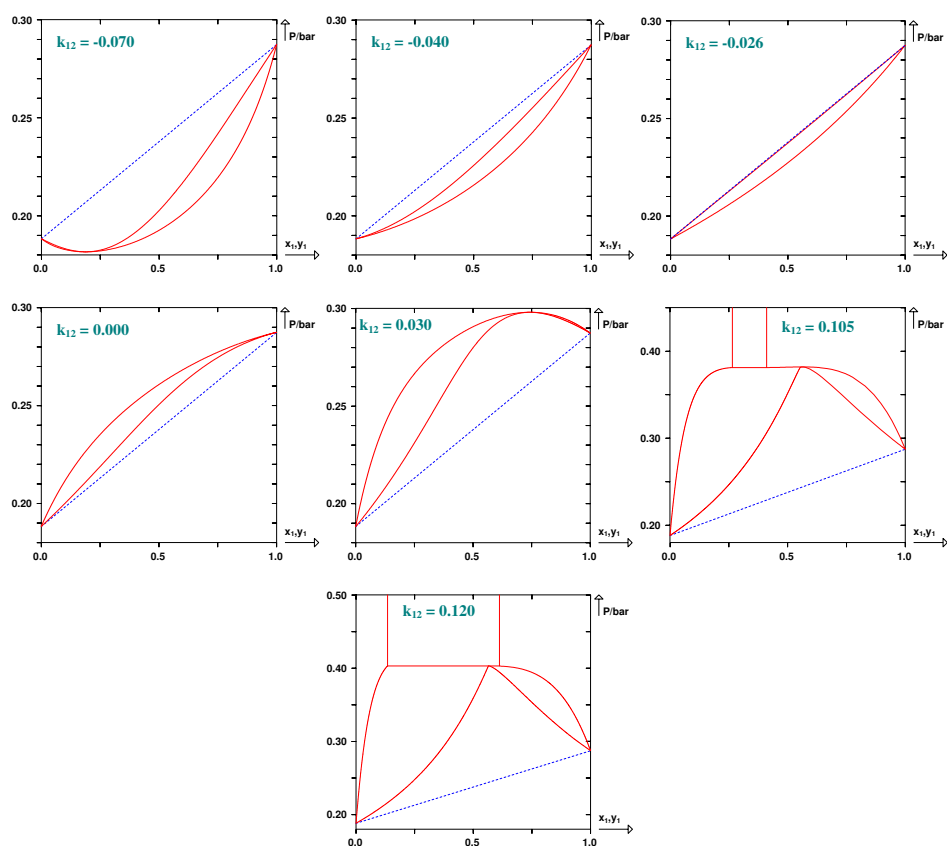 0.30
P/bar
k12 = -0.070
0.25
0.20
x1,y1
0.0
0.5
1.0
0.30
P/bar
k12 = -0.040
0.25
0.20
x1,y1
0.0
0.5
1.0
0.30
P/bar
k12 = -0.026
0.25
0.20
x1,y1
0.0
0.5
1.0
0.30
P/bar
k12 = 0.000
0.25
0.20
x1,y1
0.0
0.5
1.0
0.30
P/bar
k12 = 0.030
0.25
0.20
x1,y1
0.0
0.5
1.0
P/bar
k12 = 0.105
0.40
0.30
0.20
x1,y1
0.0
0.5
1.0
0.50
P/bar
k12 = 0.120
0.40
0.30
0.20
x1,y1
0.0
0.5
1.0